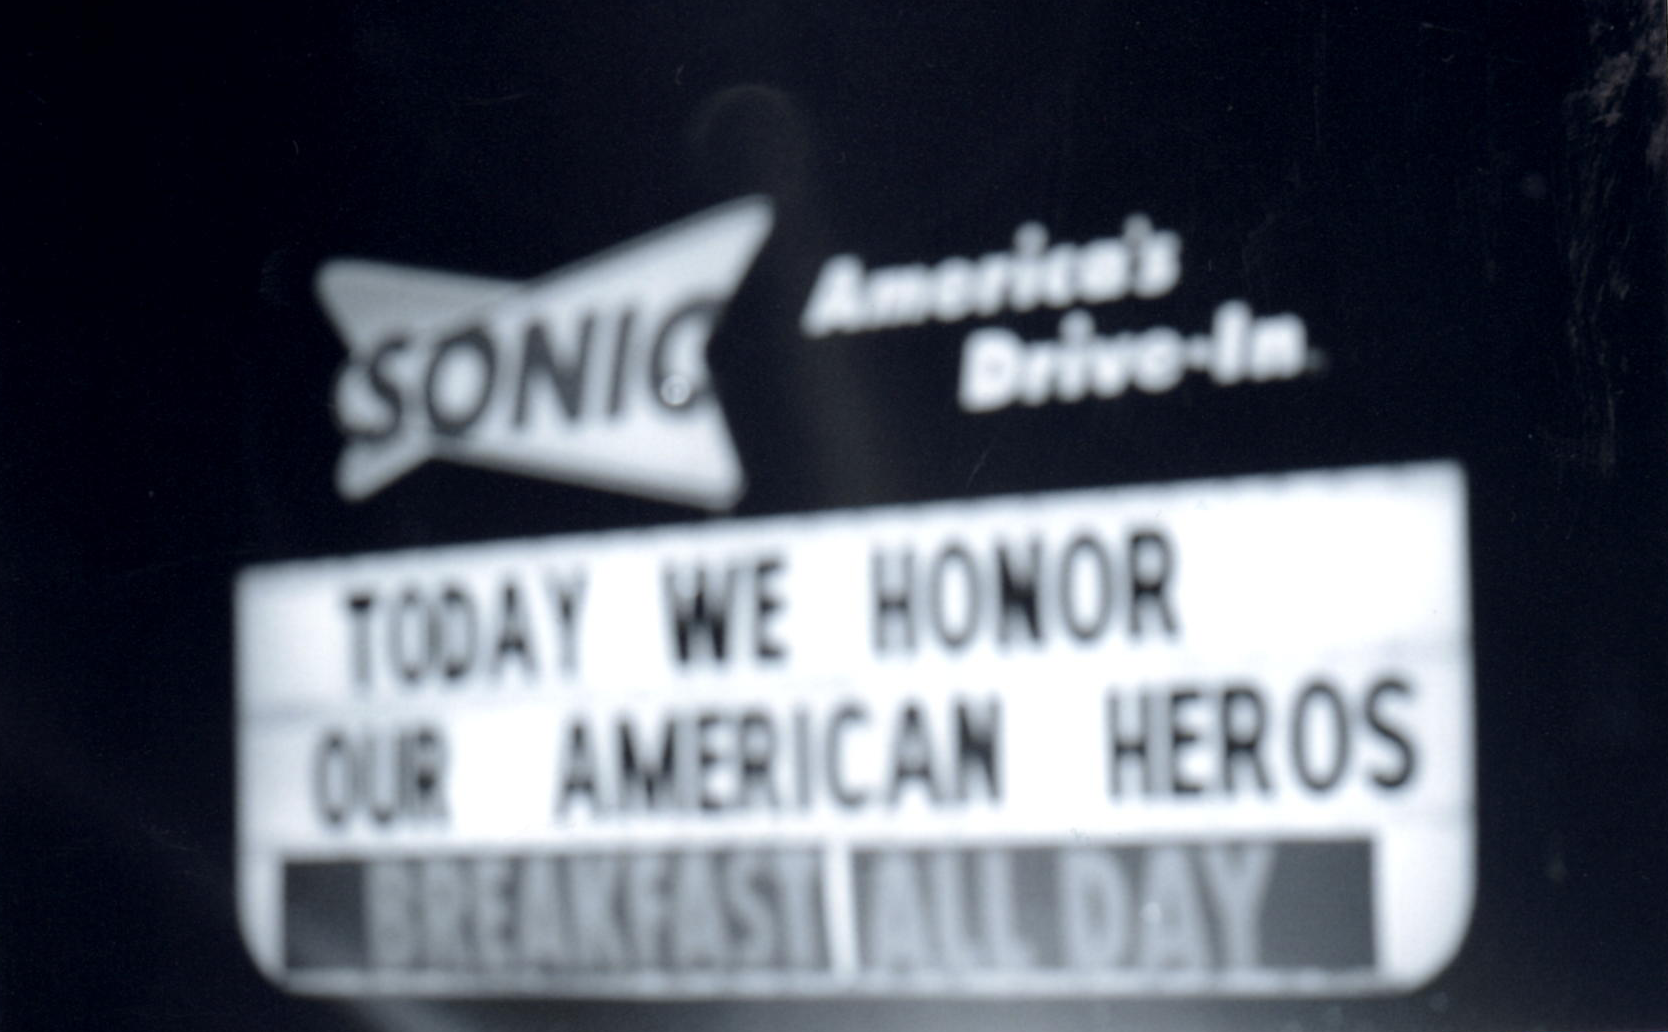 SONIC
America's
Drive-In
TODAY WE HONOR
OUR AMERICAN HEROS
BREAKFAST ALL DAY